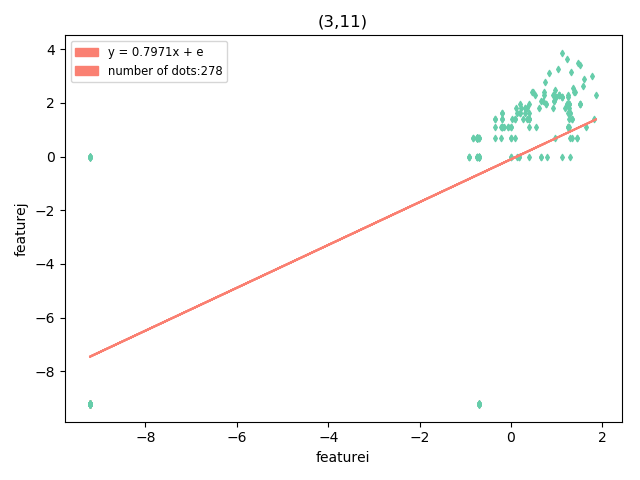 (3,11)
y = 0.7971x + e
number of dots:278
4
2
0
−2
−4
−6
−8
featurej
−8 −6 −4 −2 0 2
featurei